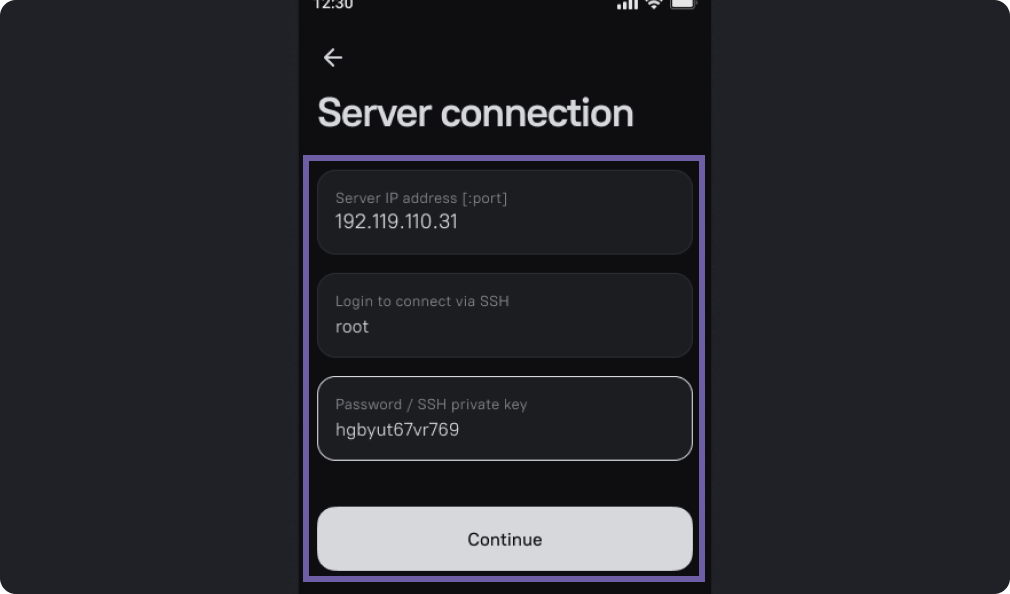 12:30
Server connection
Server IP address [:port]
192.119.110.31
Login to connect via SSH
root
Password / SSH private key
hgbyut67vr769
Continue